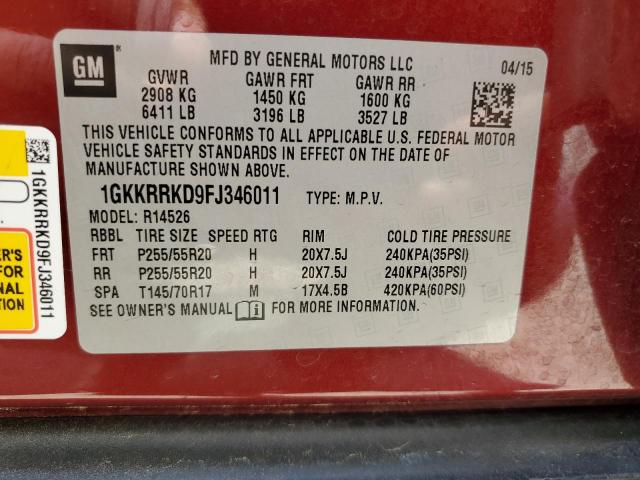 GM
MFD BY GENERAL MOTORS LLC
04/15
GVWR GAWR FRT GAWR RR
2908 KG 1450 KG 1600 KG
6411 LB 3196 LB 3527 LB
THIS VEHICLE CONFORMS TO ALL APPLICABLE U.S. FEDERAL MOTOR
VEHICLE SAFETY STANDARDS IN EFFECT ON THE DATE OF
MANUFACTURE SHOWN ABOVE.
1GKKRRKD9FJ346011 TYPE: M.P.V.
MODEL: R14526
RBBL TIRE SIZE SPEED RTG RIM COLD TIRE PRESSURE
FRT P255/55R20 H 20X7.5J 240KPA(35PSI)
RR P255/55R20 H 20X7.5J 240KPA(35PSI)
SPA T145/70R17 M 17X4.5B 420KPA(60PSI)
SEE OWNER'S MANUAL i FOR MORE INFORMATION.
1GKKRRKD9FJ346011
NER'S
FOR
ONAL
TION